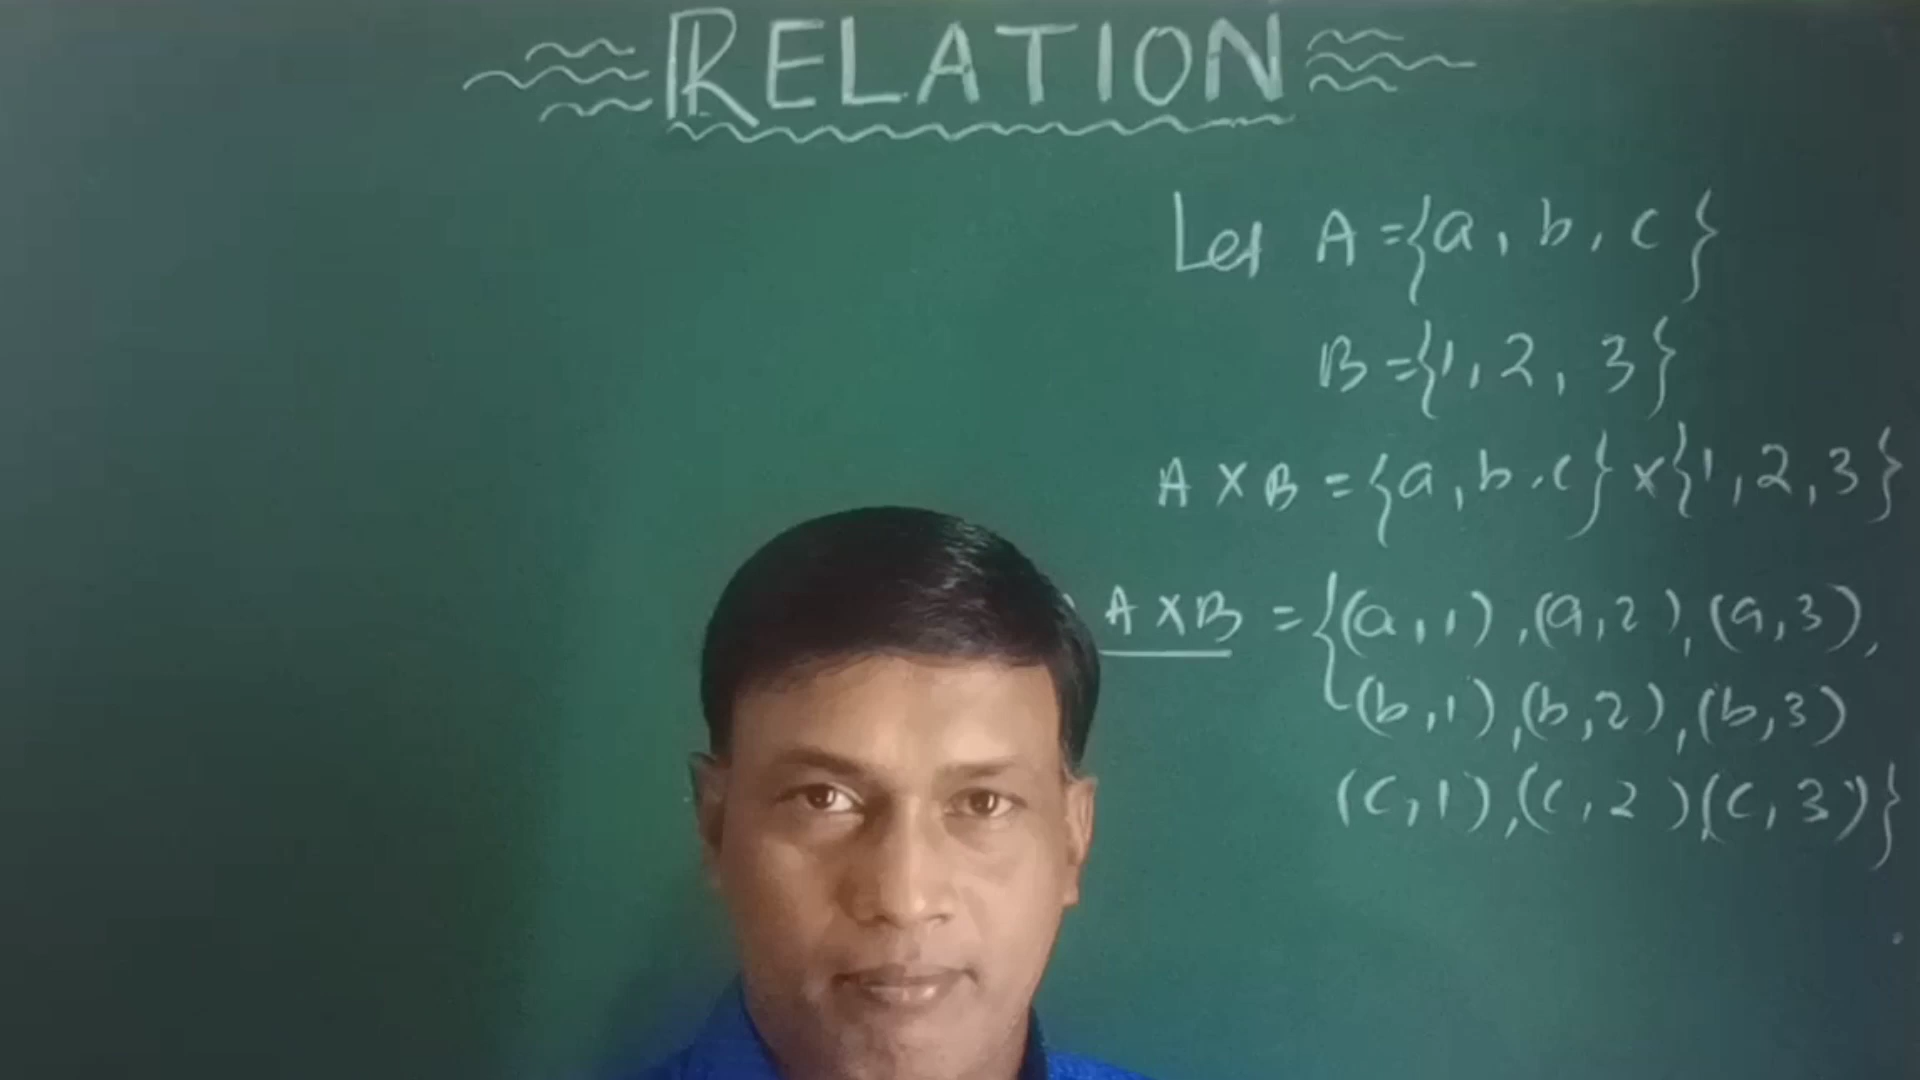 RELATION
Let A={a, b, c}
B={1, 2, 3}
A X B = {a, b, c} x {1, 2, 3}
A X B = {(a, 1), (a, 2), (a, 3),
(b, 1), (b, 2), (b, 3)
(c, 1), (c, 2) (c, 3)}